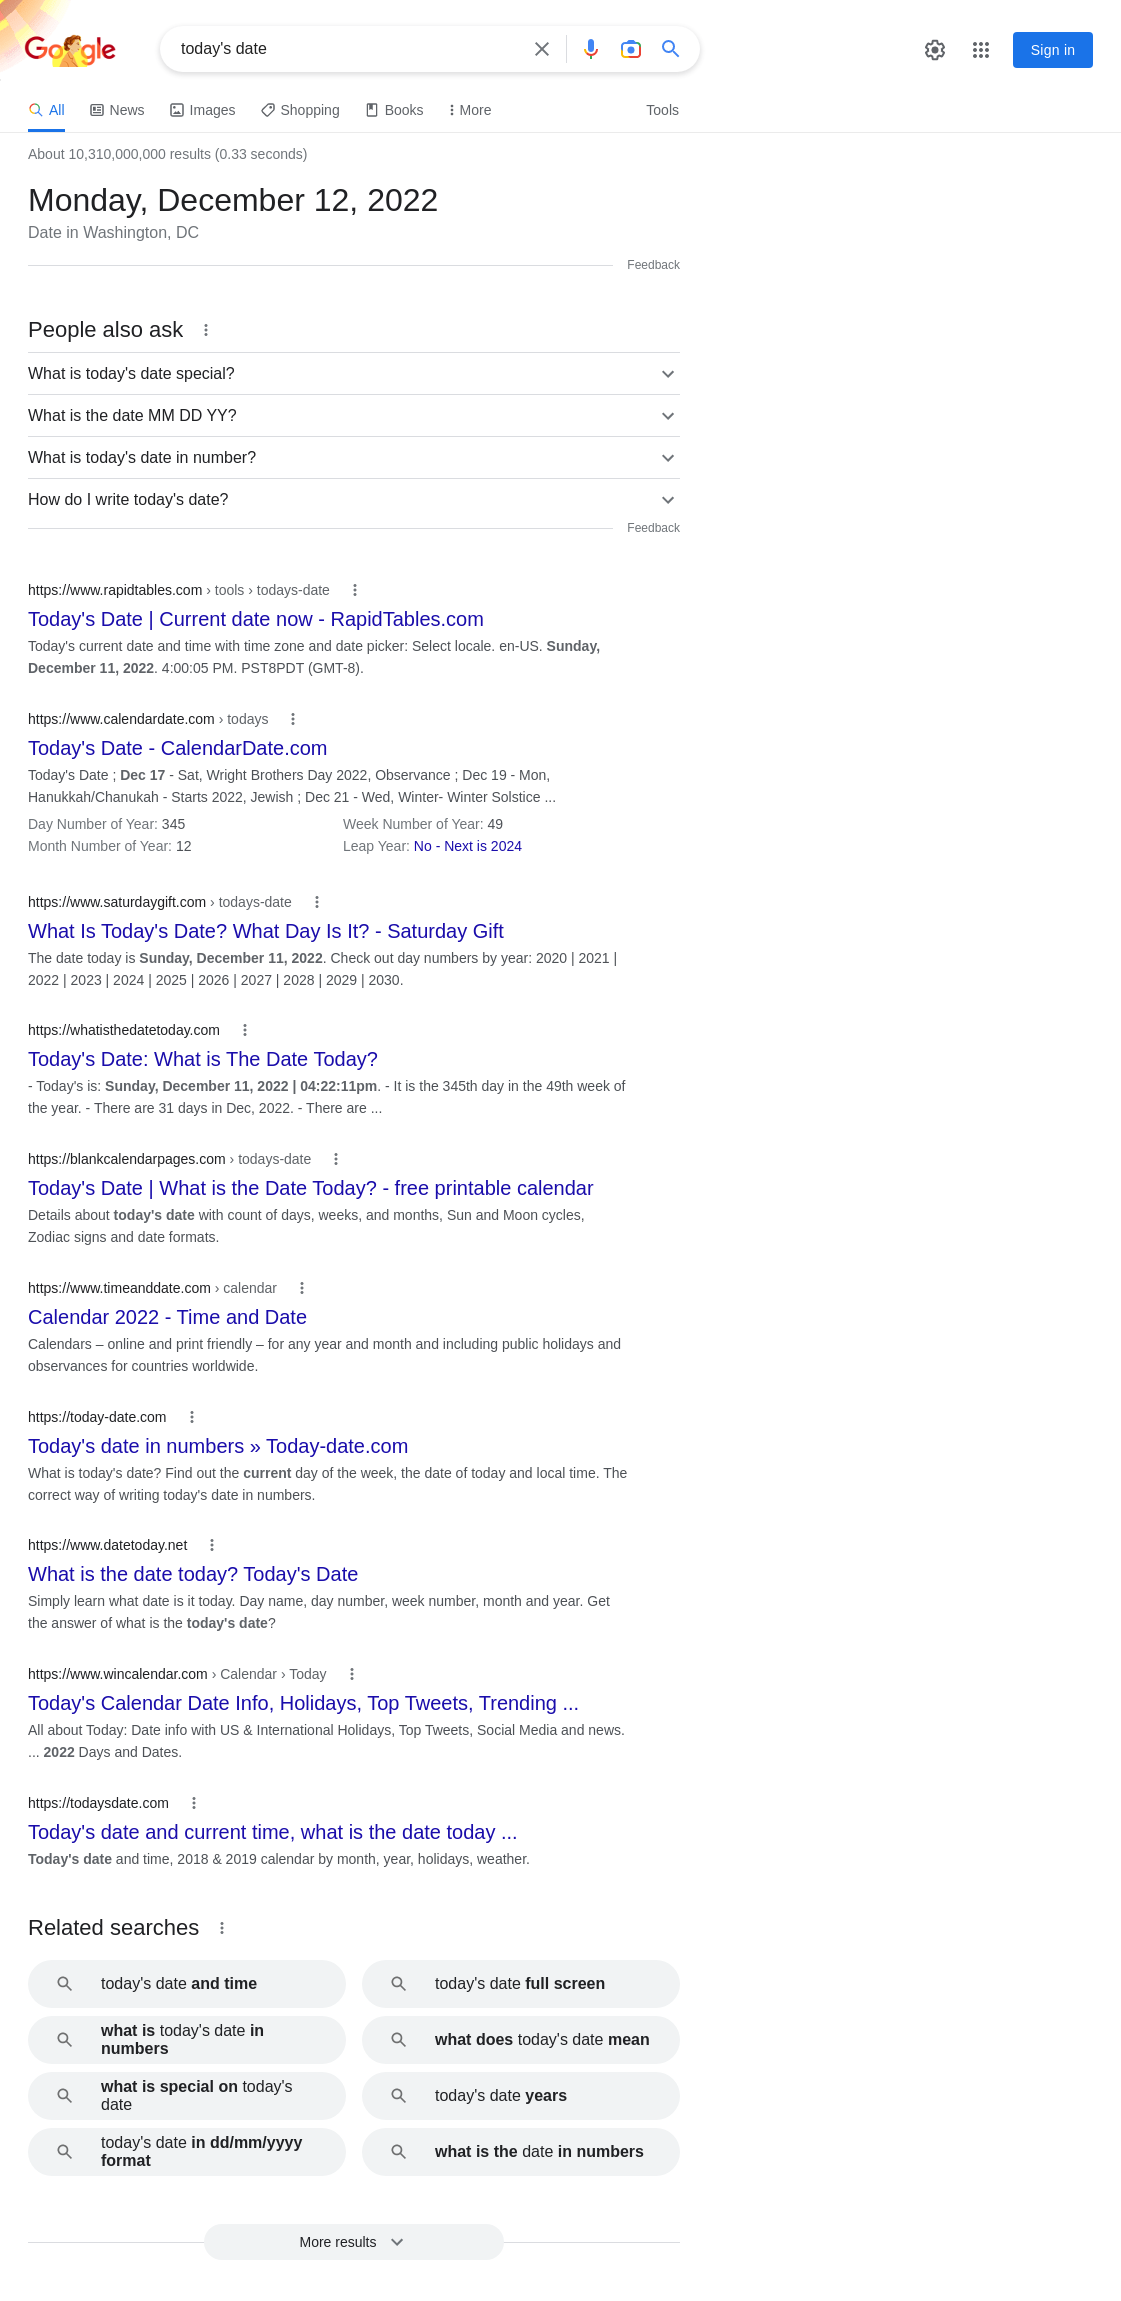 Google
today's date
Sign in
All
News
Images
Shopping
Books
More
Tools
About 10,310,000,000 results (0.33 seconds)
Monday, December 12, 2022
Date in Washington, DC
Feedback
People also ask
What is today's date special?
What is the date MM DD YY?
What is today's date in number?
How do I write today's date?
Feedback
https://www.rapidtables.com › tools › todays-date
Today's Date | Current date now - RapidTables.com
Today's current date and time with time zone and date picker: Select locale. en-US. Sunday,
December 11, 2022. 4:00:05 PM. PST8PDT (GMT-8).
https://www.calendardate.com › todays
Today's Date - CalendarDate.com
Today's Date ; Dec 17 - Sat, Wright Brothers Day 2022, Observance ; Dec 19 - Mon,
Hanukkah/Chanukah - Starts 2022, Jewish ; Dec 21 - Wed, Winter- Winter Solstice ...
Day Number of Year: 345
Week Number of Year: 49
Month Number of Year: 12
Leap Year: No - Next is 2024
https://www.saturdaygift.com › todays-date
What Is Today's Date? What Day Is It? - Saturday Gift
The date today is Sunday, December 11, 2022. Check out day numbers by year: 2020 | 2021 |
2022 | 2023 | 2024 | 2025 | 2026 | 2027 | 2028 | 2029 | 2030.
https://whatisthedatetoday.com
Today's Date: What is The Date Today?
- Today's is: Sunday, December 11, 2022 | 04:22:11pm. - It is the 345th day in the 49th week of
the year. - There are 31 days in Dec, 2022. - There are ...
https://blankcalendarpages.com › todays-date
Today's Date | What is the Date Today? - free printable calendar
Details about today's date with count of days, weeks, and months, Sun and Moon cycles,
Zodiac signs and date formats.
https://www.timeanddate.com › calendar
Calendar 2022 - Time and Date
Calendars – online and print friendly – for any year and month and including public holidays and
observances for countries worldwide.
https://today-date.com
Today's date in numbers » Today-date.com
What is today's date? Find out the current day of the week, the date of today and local time. The
correct way of writing today's date in numbers.
https://www.datetoday.net
What is the date today? Today's Date
Simply learn what date is it today. Day name, day number, week number, month and year. Get
the answer of what is the today's date?
https://www.wincalendar.com › Calendar › Today
Today's Calendar Date Info, Holidays, Top Tweets, Trending ...
All about Today: Date info with US & International Holidays, Top Tweets, Social Media and news.
... 2022 Days and Dates.
https://todaysdate.com
Today's date and current time, what is the date today ...
Today's date and time, 2018 & 2019 calendar by month, year, holidays, weather.
Related searches
today's date and time
today's date full screen
what is today's date in
numbers
what does today's date mean
what is special on today's
date
today's date years
today's date in dd/mm/yyyy
format
what is the date in numbers
More results